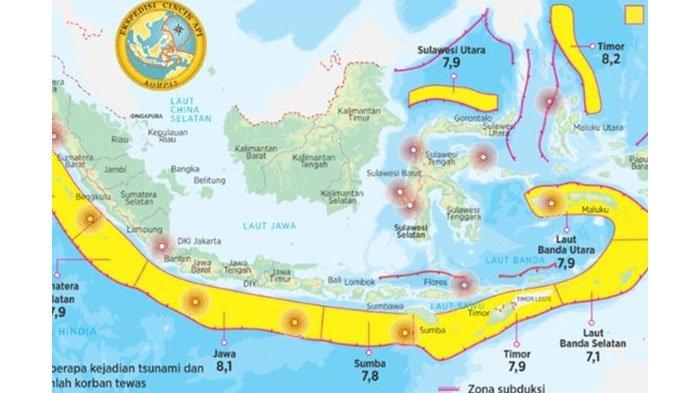 EKSPEDISI CINCIN API
KOMPAS
Sulawesi Utara
7,9
Timor
8,2
LAUT
CHINA
SELATAN
SINGAPURA
Kalimantan
Timur
Gorontalo
Sulawesi
Utara
Maluku Utara
Sumatera
Barat
Riau
Kepulauan
Riau
Kalimantan
Barat
Kalimantan
Tengah
Sulawesi
Tengah
Jambi
Bangka
Belitung
Sulawesi Barat
Papua
Bengkulu
Sumatera
Selatan
Kalimantan
Selatan
Sulawesi
Tenggara
Maluku
Lampung
LAUT JAWA
Sulawesi
Selatan
DKI Jakarta
Banten
Laut
Banda Utara
7,9
LAUT BANDA
Jawa
Barat
Jawa
Tengah
Jawa
Timur
DIY
Bali
Lombok
Flores
Sumbawa
LAUT SAWU
TIMOR LESTE
Timor
Sumba
HINDIA
7,9
Jawa
8,1
Sumba
7,8
Timor
7,9
Laut
Banda Selatan
7,1
erapa kejadian tsunami dan
lah korban tewas
Zona subduksi